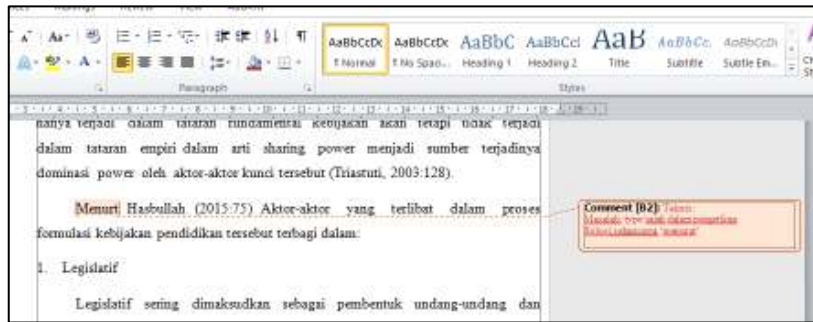 AaBbCcDc AaBbCcDc AaBbC AaBbCcI AaB AaBbCc. AaBbCcDi
¶ Normal ¶ No Spaci... Heading 1 Heading 2 Title Subtitle Subtle Em...
Paragraph Styles
hanya terjadi dalam tataran fundamental kebijakan akan tetapi tidak terjadi
dalam tataran empiri dalam arti sharing power menjadi sumber terjadinya
dominasi power oleh aktor-aktor kunci tersebut (Triastuti, 2003:128).
Menurt Hasbullah (2015:75) Aktor-aktor yang terlibat dalam proses
formulasi kebijakan pendidikan tersebut terbagi dalam:
1. Legislatif
Legislatif sering dimaksudkan sebagai pembentuk undang-undang dan
Comment [B2]: